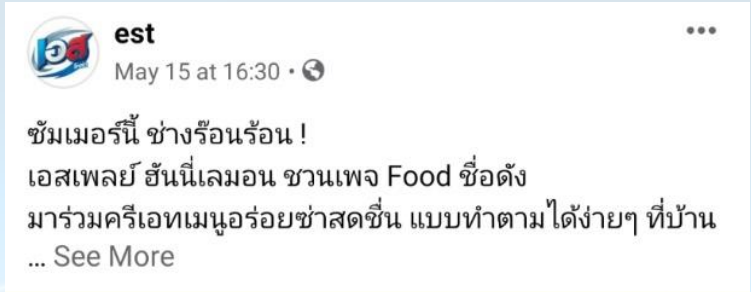 เอส
est
May 15 at 16:30
ซัมเมอร์นี้ ช่างร๊อนร้อน !
เอสเพลย์ ฮันนี่เลมอน ชวนเพจ Food ชื่อดัง
มาร่วมครีเอทเมนูอร่อยซ่าสดชื่น แบบทำตามได้ง่ายๆ ที่บ้าน
... See More